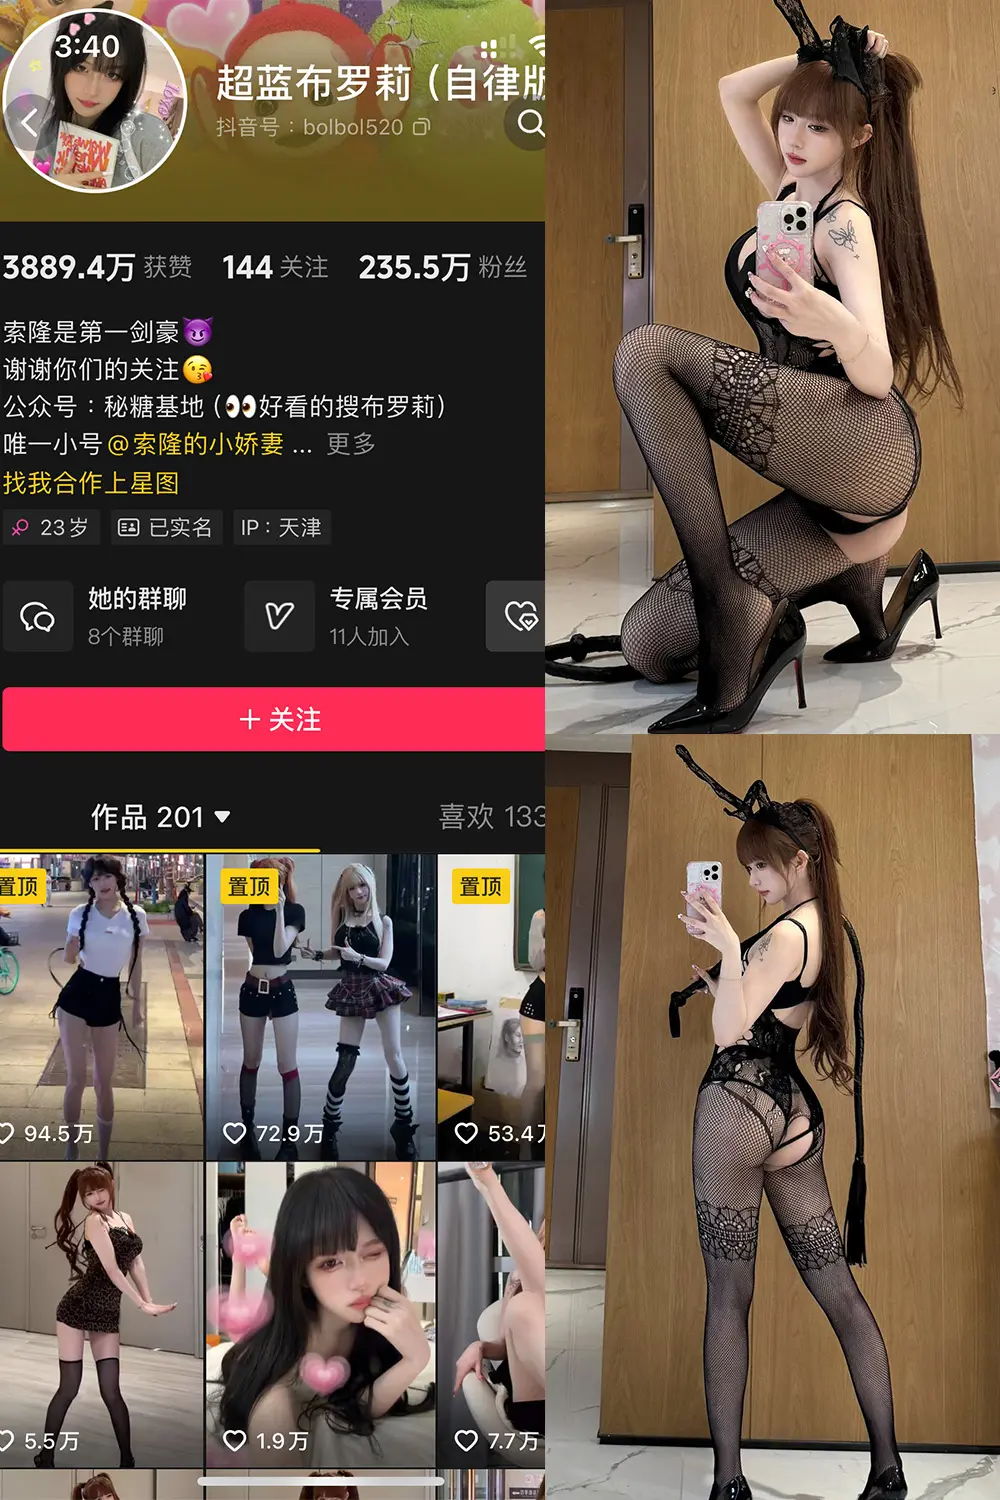 3:40
超蓝布罗莉（自律版
抖音号：bolbol520
3889.4万 获赞 144 关注 235.5万 粉丝
索隆是第一剑豪😈
谢谢你们的关注😘
公众号：秘糖基地（👀好看的搜布罗莉）
唯一小号@索隆的小娇妻 ... 更多
找我合作上星图
23岁 已实名 IP：天津
她的群聊 专属会员
8个群聊 11人加入
＋关注
作品 201 喜欢 133
置顶 置顶 置顶
94.5万 72.9万 53.4万
5.5万 1.9万 7.7万